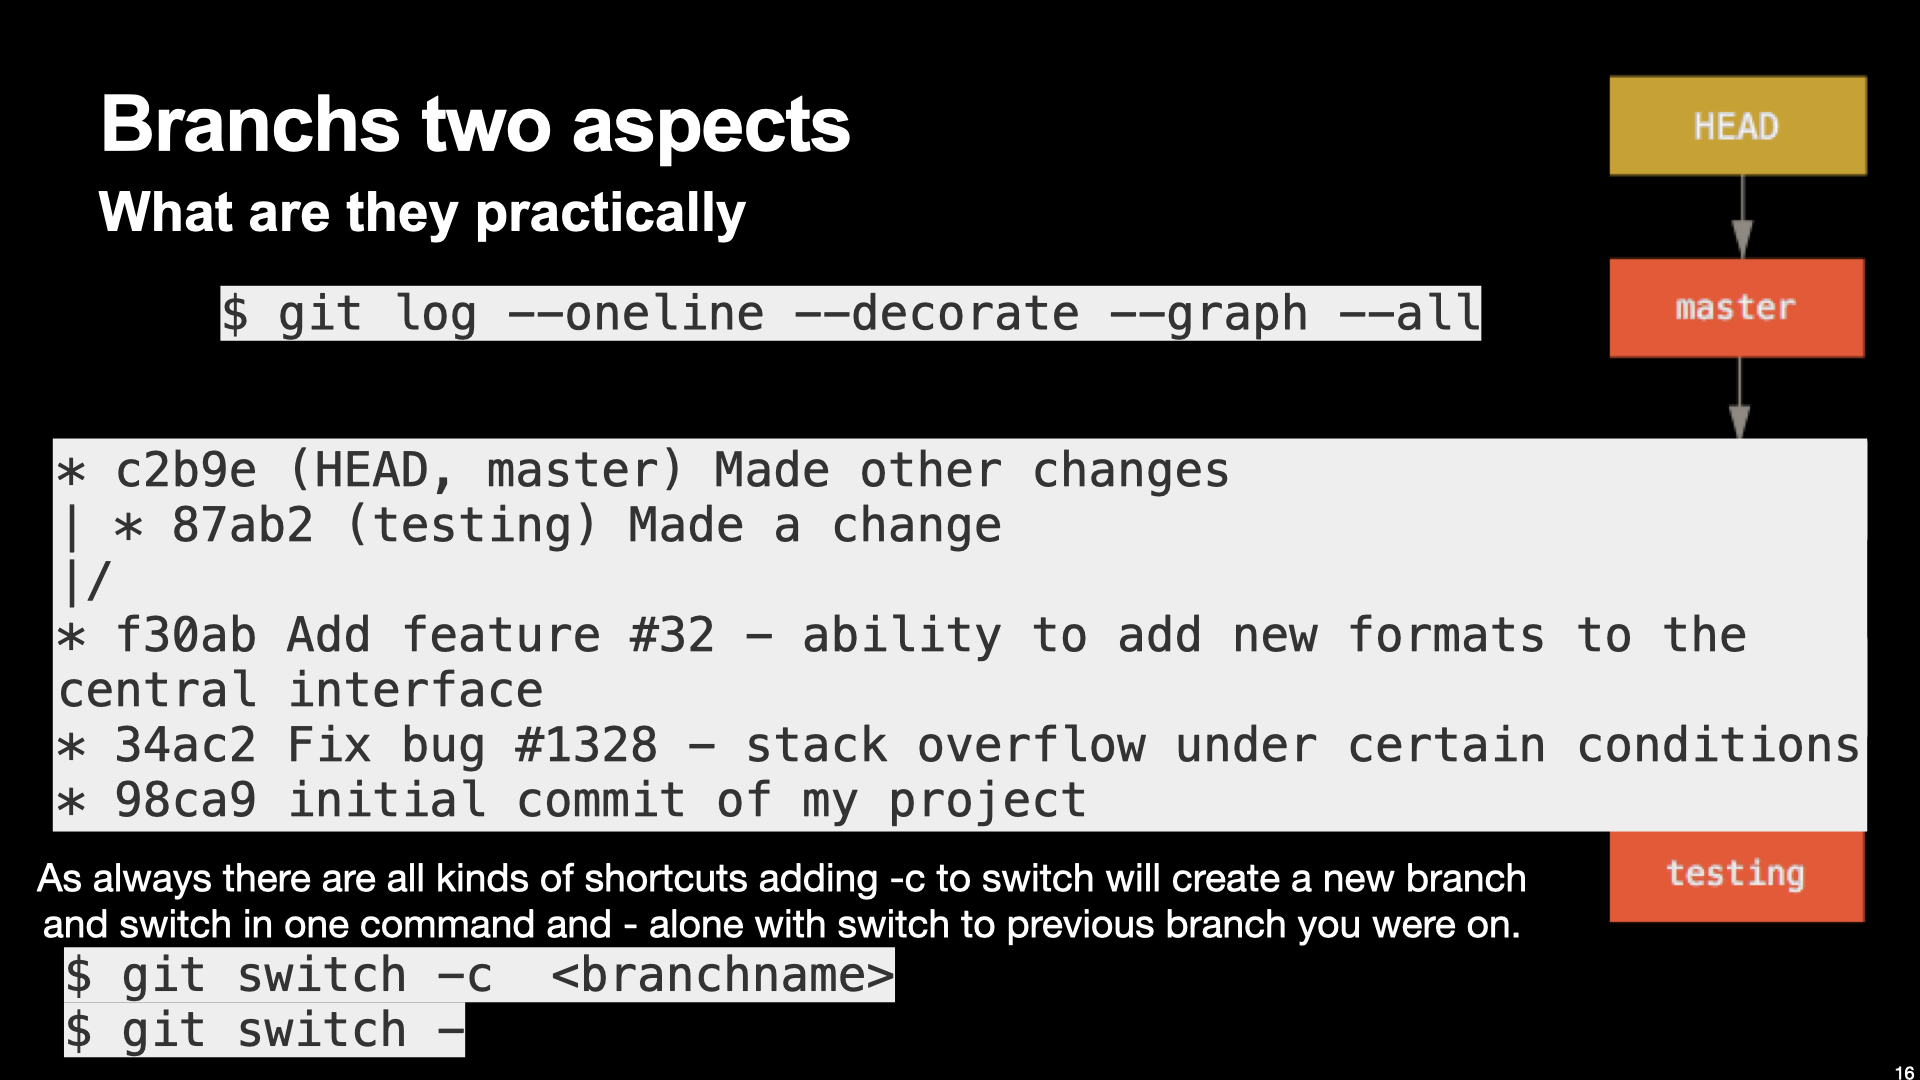 Branchs two aspects
What are they practically
HEAD
master
$ git log --oneline --decorate --graph --all
* c2b9e (HEAD, master) Made other changes
| * 87ab2 (testing) Made a change
|/
* f30ab Add feature #32 - ability to add new formats to the
central interface
* 34ac2 Fix bug #1328 - stack overflow under certain conditions
* 98ca9 initial commit of my project
testing
As always there are all kinds of shortcuts adding -c to switch will create a new branch
and switch in one command and - alone with switch to previous branch you were on.
$ git switch -c  <branchname>
$ git switch -
16